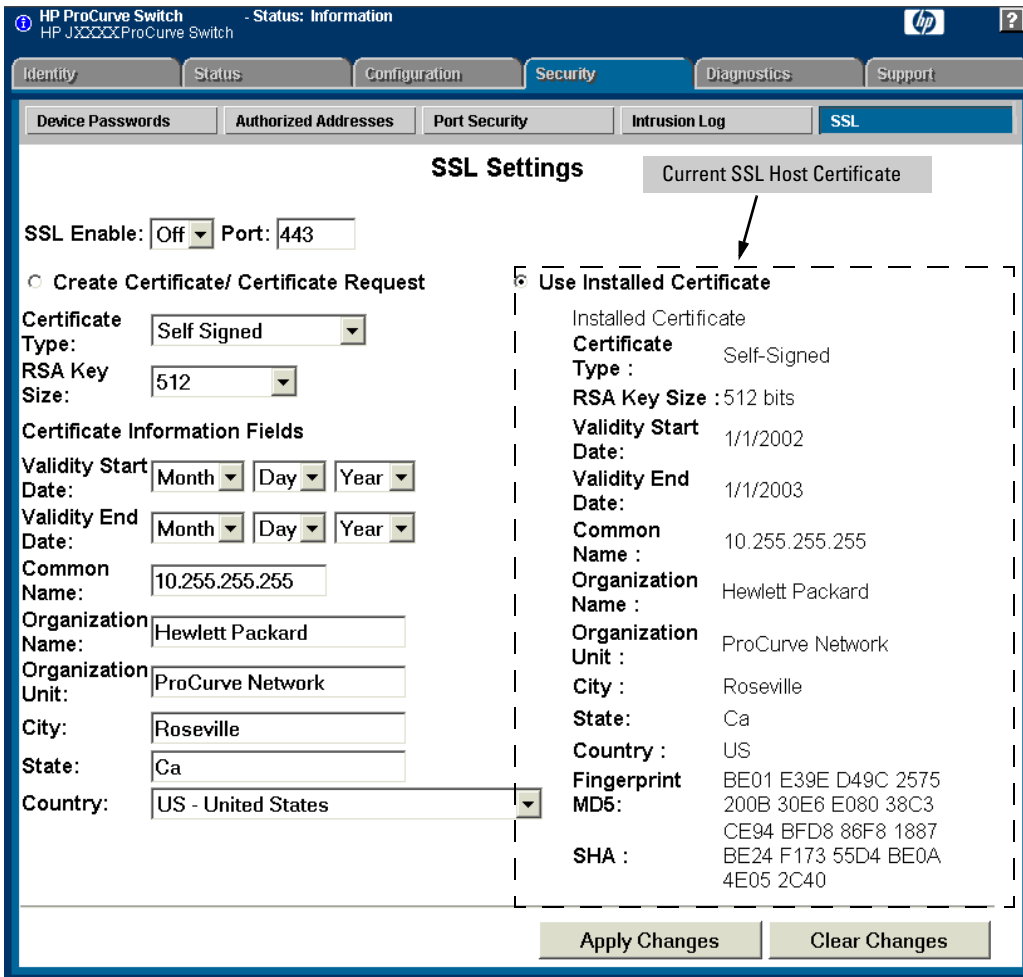 HP ProCurve Switch - Status: Information
HP JXXXXProCurve Switch
hp
?
Identity
Status
Configuration
Security
Diagnostics
Support
Device Passwords
Authorized Addresses
Port Security
Intrusion Log
SSL
SSL Settings
Current SSL Host Certificate
SSL Enable: Off Port: 443
Create Certificate/ Certificate Request
Certificate
Type:
Self Signed
RSA Key
Size:
512
Certificate Information Fields
Validity Start
Date:
Month Day Year
Validity End
Date:
Month Day Year
Common
Name:
10.255.255.255
Organization
Name:
Hewlett Packard
Organization
Unit:
ProCurve Network
City:
Roseville
State:
Ca
Country:
US - United States
Use Installed Certificate
Installed Certificate
Certificate
Type :
Self-Signed
RSA Key Size : 512 bits
Validity Start
Date:
1/1/2002
Validity End
Date:
1/1/2003
Common
Name :
10.255.255.255
Organization
Name :
Hewlett Packard
Organization
Unit :
ProCurve Network
City :
Roseville
State:
Ca
Country :
US
Fingerprint
MD5:
BE01 E39E D49C 2575
200B 30E6 E080 38C3
SHA :
CE94 BFD8 86F8 1887
BE24 F173 55D4 BE0A
4E05 2C40
Apply Changes
Clear Changes